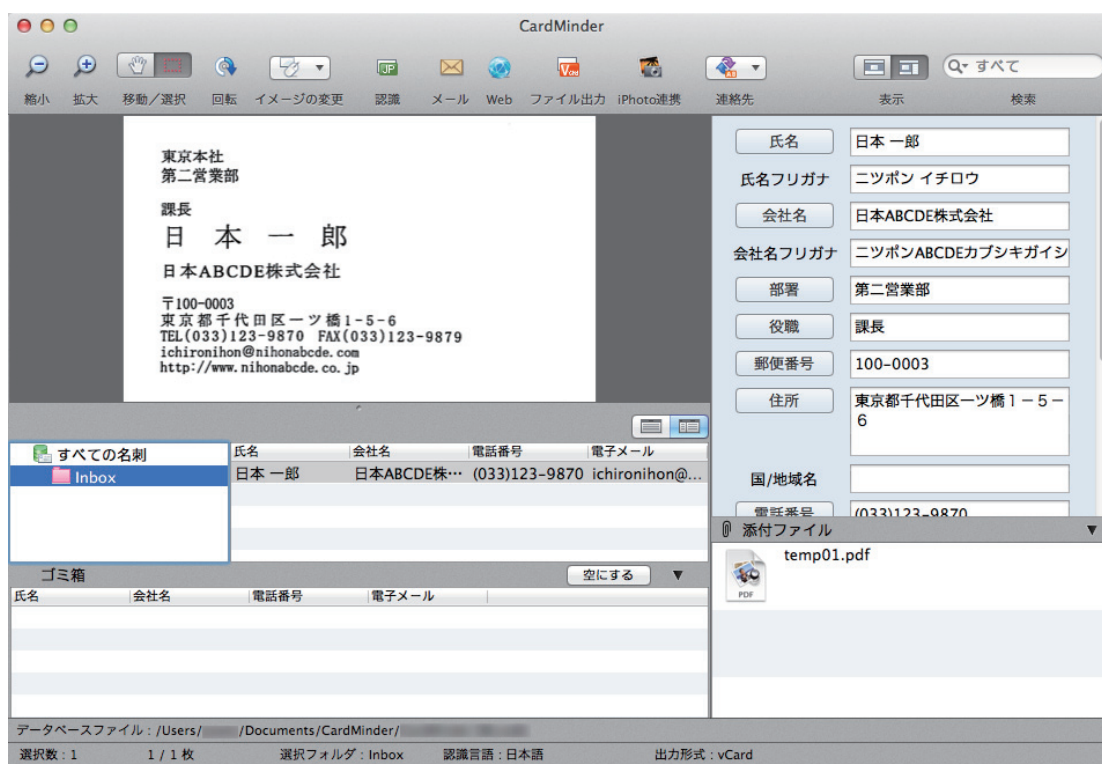 CardMinder
縮小 拡大 移動／選択 回転 イメージの変更 認識 メール Web ファイル出力 iPhoto連携 連絡先 表示 検索
すべて
東京本社
第二営業部
課長
日 本 一 郎
日本ABCDE株式会社
〒100-0003
東京都千代田区一ツ橋1-5-6
TEL(033)123-9870 FAX(033)123-9879
ichironihon@nihonabcde.com
http://www.nihonabcde.co.jp
氏名 日本 一郎
氏名フリガナ ニツポン イチロウ
会社名 日本ABCDE株式会社
会社名フリガナ ニツポンABCDEカブシキガイシ
部署 第二営業部
役職 課長
郵便番号 100-0003
住所 東京都千代田区一ツ橋１－５－
6
国/地域名
電話番号 (033)123-9870
すべての名刺
Inbox
氏名 会社名 電話番号 電子メール
日本 一郎 日本ABCDE株… (033)123-9870 ichironihon@...
添付ファイル
temp01.pdf
PDF
ゴミ箱 空にする
氏名 会社名 電話番号 電子メール
データベースファイル : /Users/ /Documents/CardMinder/
選択数 : 1 1 / 1 枚 選択フォルダ : Inbox 認識言語 : 日本語 出力形式 : vCard